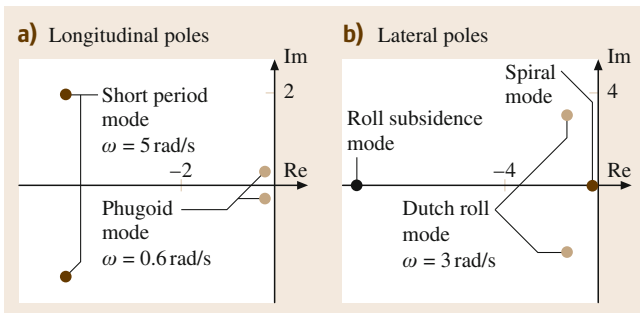 a) Longitudinal poles
Im
2
Short period
mode
ω = 5 rad/s
−2
Re
Phugoid
mode
ω = 0.6 rad/s
b) Lateral poles
Im
Spiral
mode
4
Roll subsidence
mode
−4
Re
Dutch roll
mode
ω = 3 rad/s